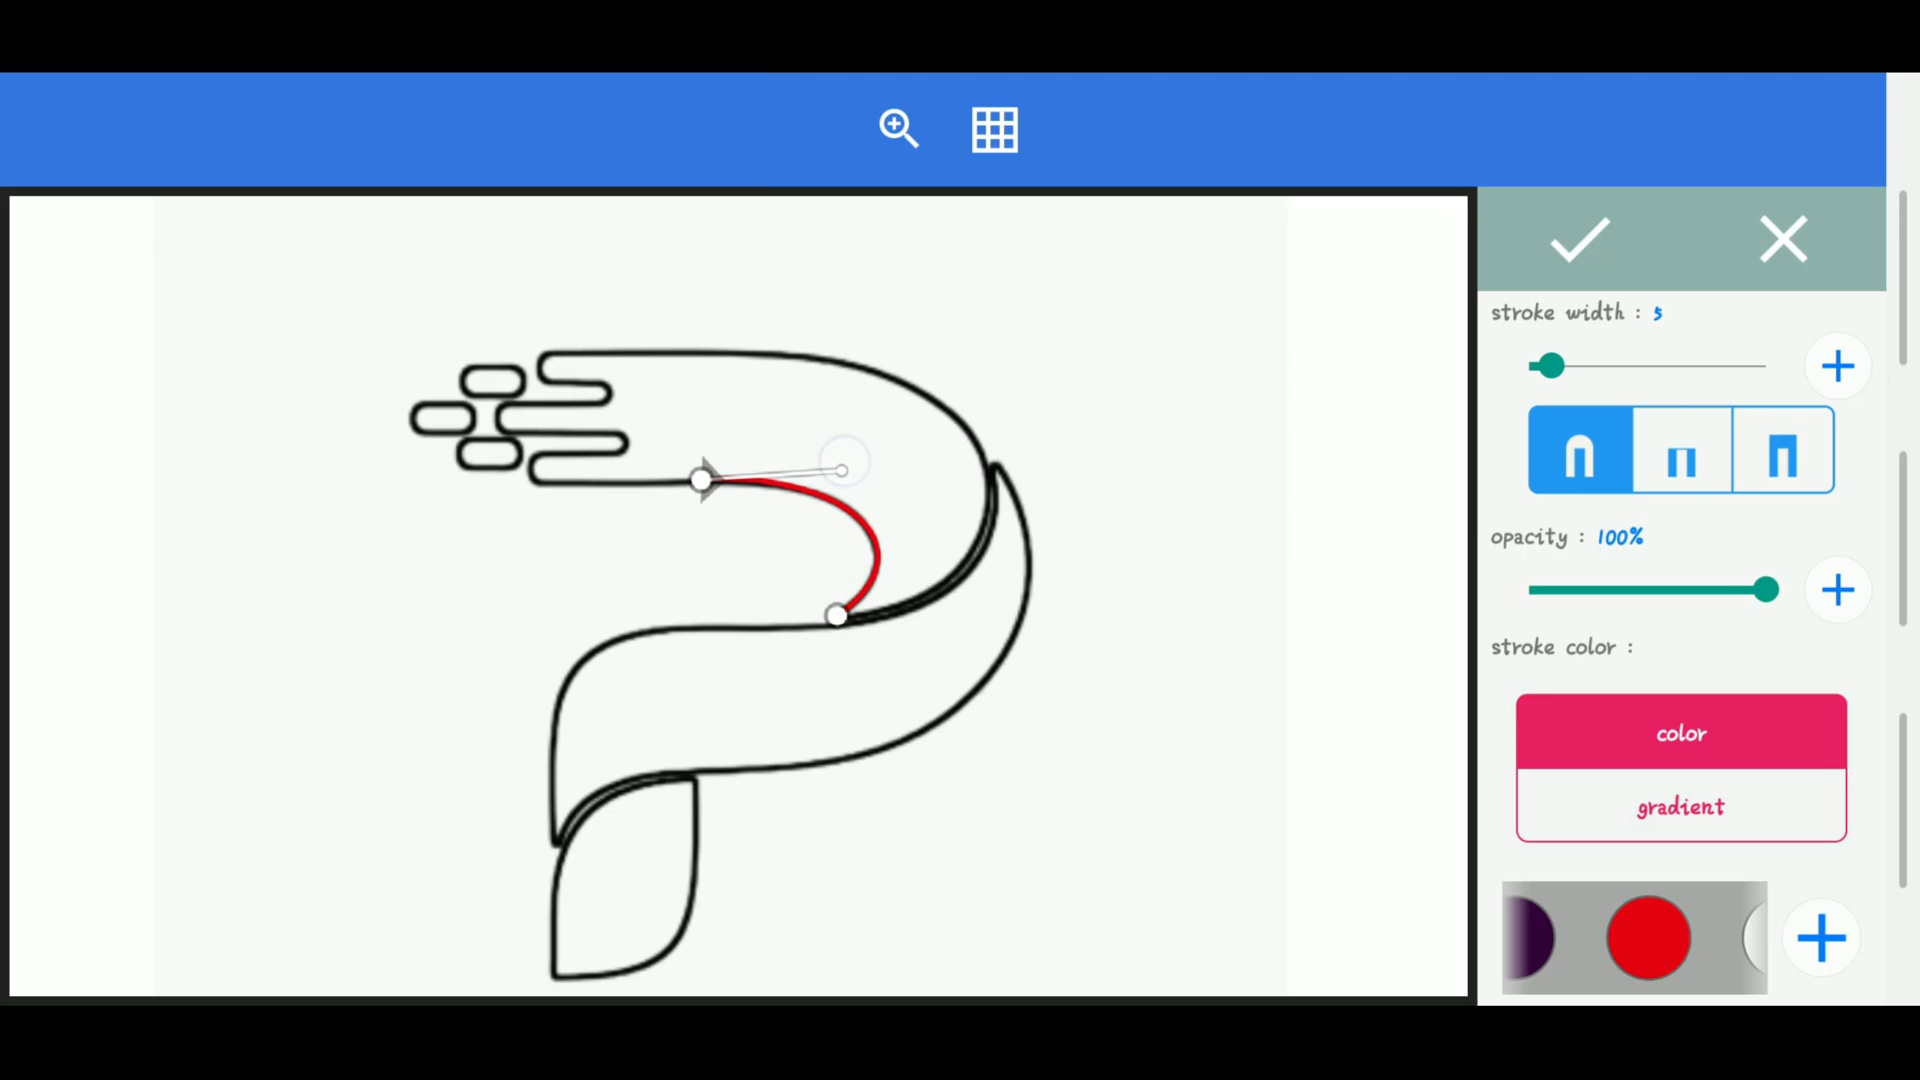 stroke width : 5
opacity : 100%
stroke color :
color
gradient